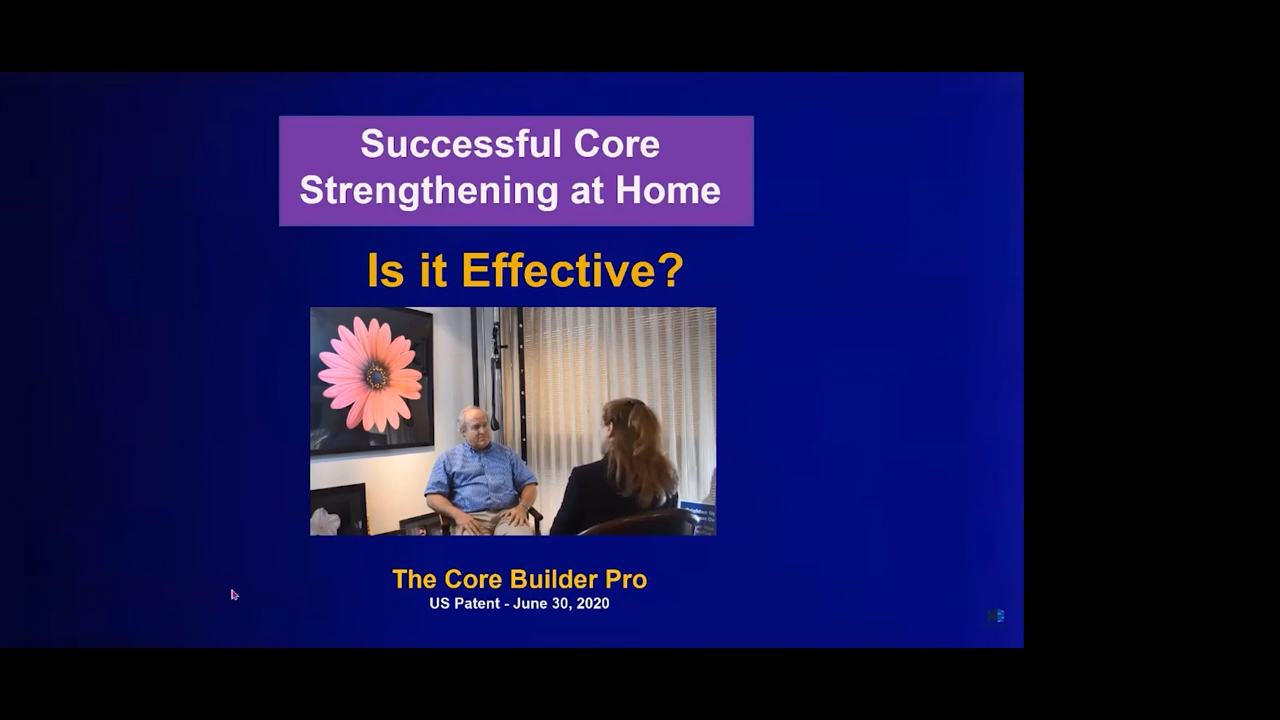 Successful Core
Strengthening at Home
Is it Effective?
The Core Builder Pro
US Patent - June 30, 2020